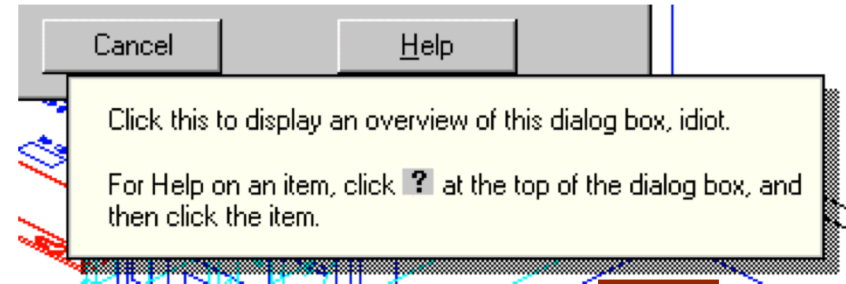 Cancel Help
Click this to display an overview of this dialog box, idiot.
For Help on an item, click ? at the top of the dialog box, and
then click the item.